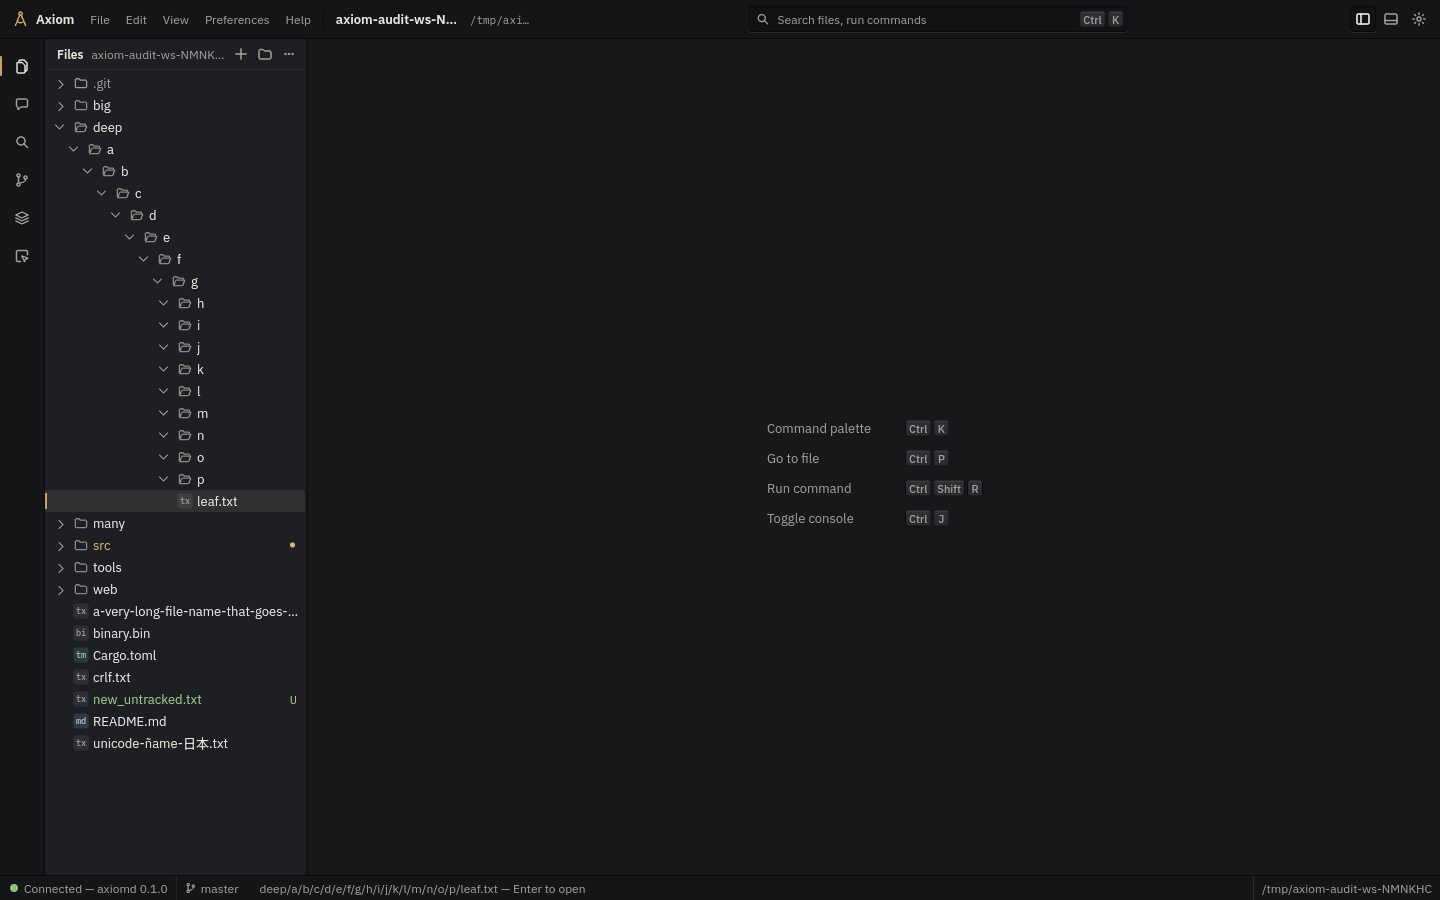 Axiom File Edit View Preferences Help axiom-audit-ws-N... /tmp/axi... Search files, run commands Ctrl K
Files axiom-audit-ws-NMNK...
.git
big
deep
a
b
c
d
e
f
g
h
i
j
k
l
m
n
o
p
tx leaf.txt
many
src
tools
web
tx a-very-long-file-name-that-goes-...
bi binary.bin
tm Cargo.toml
tx crlf.txt
tx new_untracked.txt U
md README.md
tx unicode-ñame-日本.txt
Command palette Ctrl K
Go to file Ctrl P
Run command Ctrl Shift R
Toggle console Ctrl J
Connected — axiomd 0.1.0 master deep/a/b/c/d/e/f/g/h/i/j/k/l/m/n/o/p/leaf.txt — Enter to open /tmp/axiom-audit-ws-NMNKHC